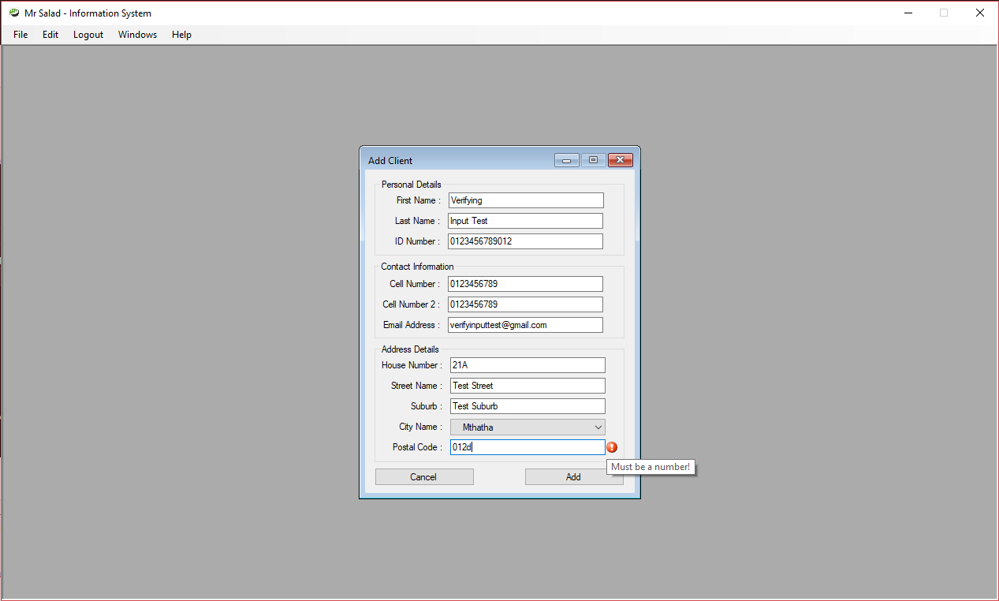 Mr Salad - Information System
File Edit Logout Windows Help
Add Client
Personal Details
First Name : Verifying
Last Name : Input Test
ID Number : 0123456789012
Contact Information
Cell Number : 0123456789
Cell Number 2 : 0123456789
Email Address : verifyinputtest@gmail.com
Address Details
House Number : 21A
Street Name : Test Street
Suburb : Test Suburb
City Name : Mthatha
Postal Code : 012d
Must be a number!
Cancel Add